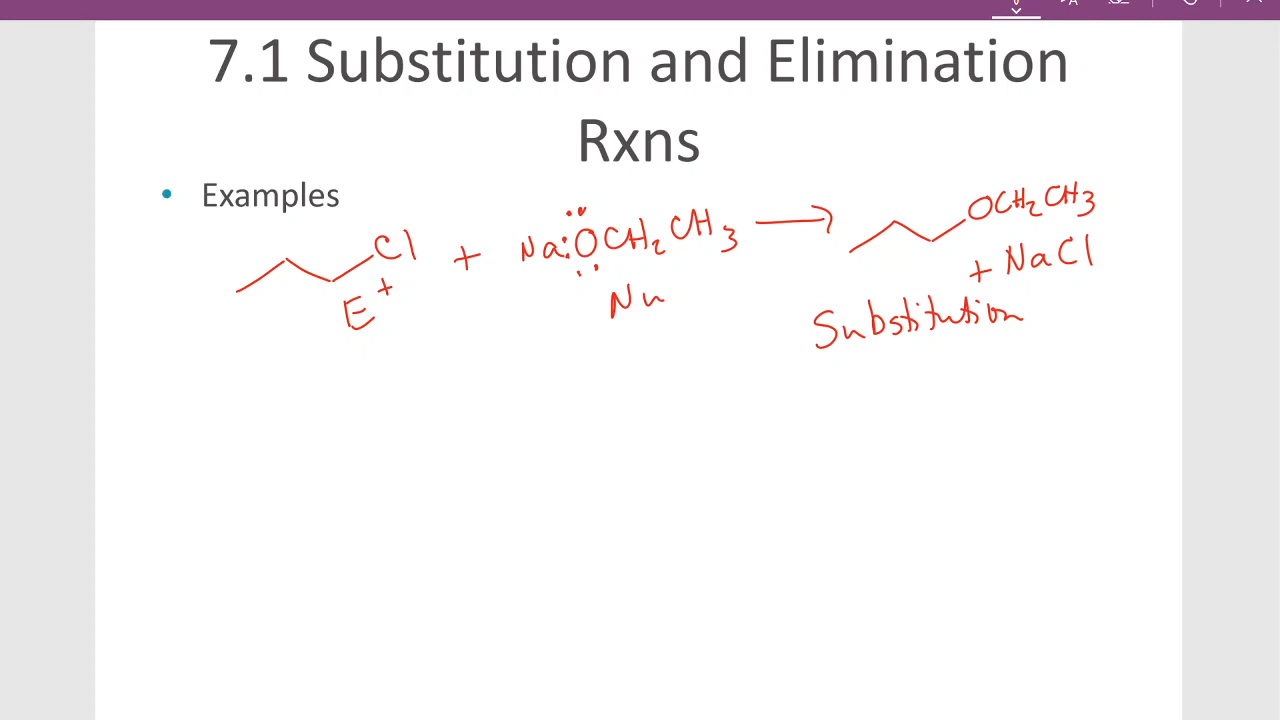 7.1 Substitution and Elimination
Rxns
• Examples
Cl + Na:OCH2CH3 → OCH2CH3
E+ Nu + NaCl
Substitution